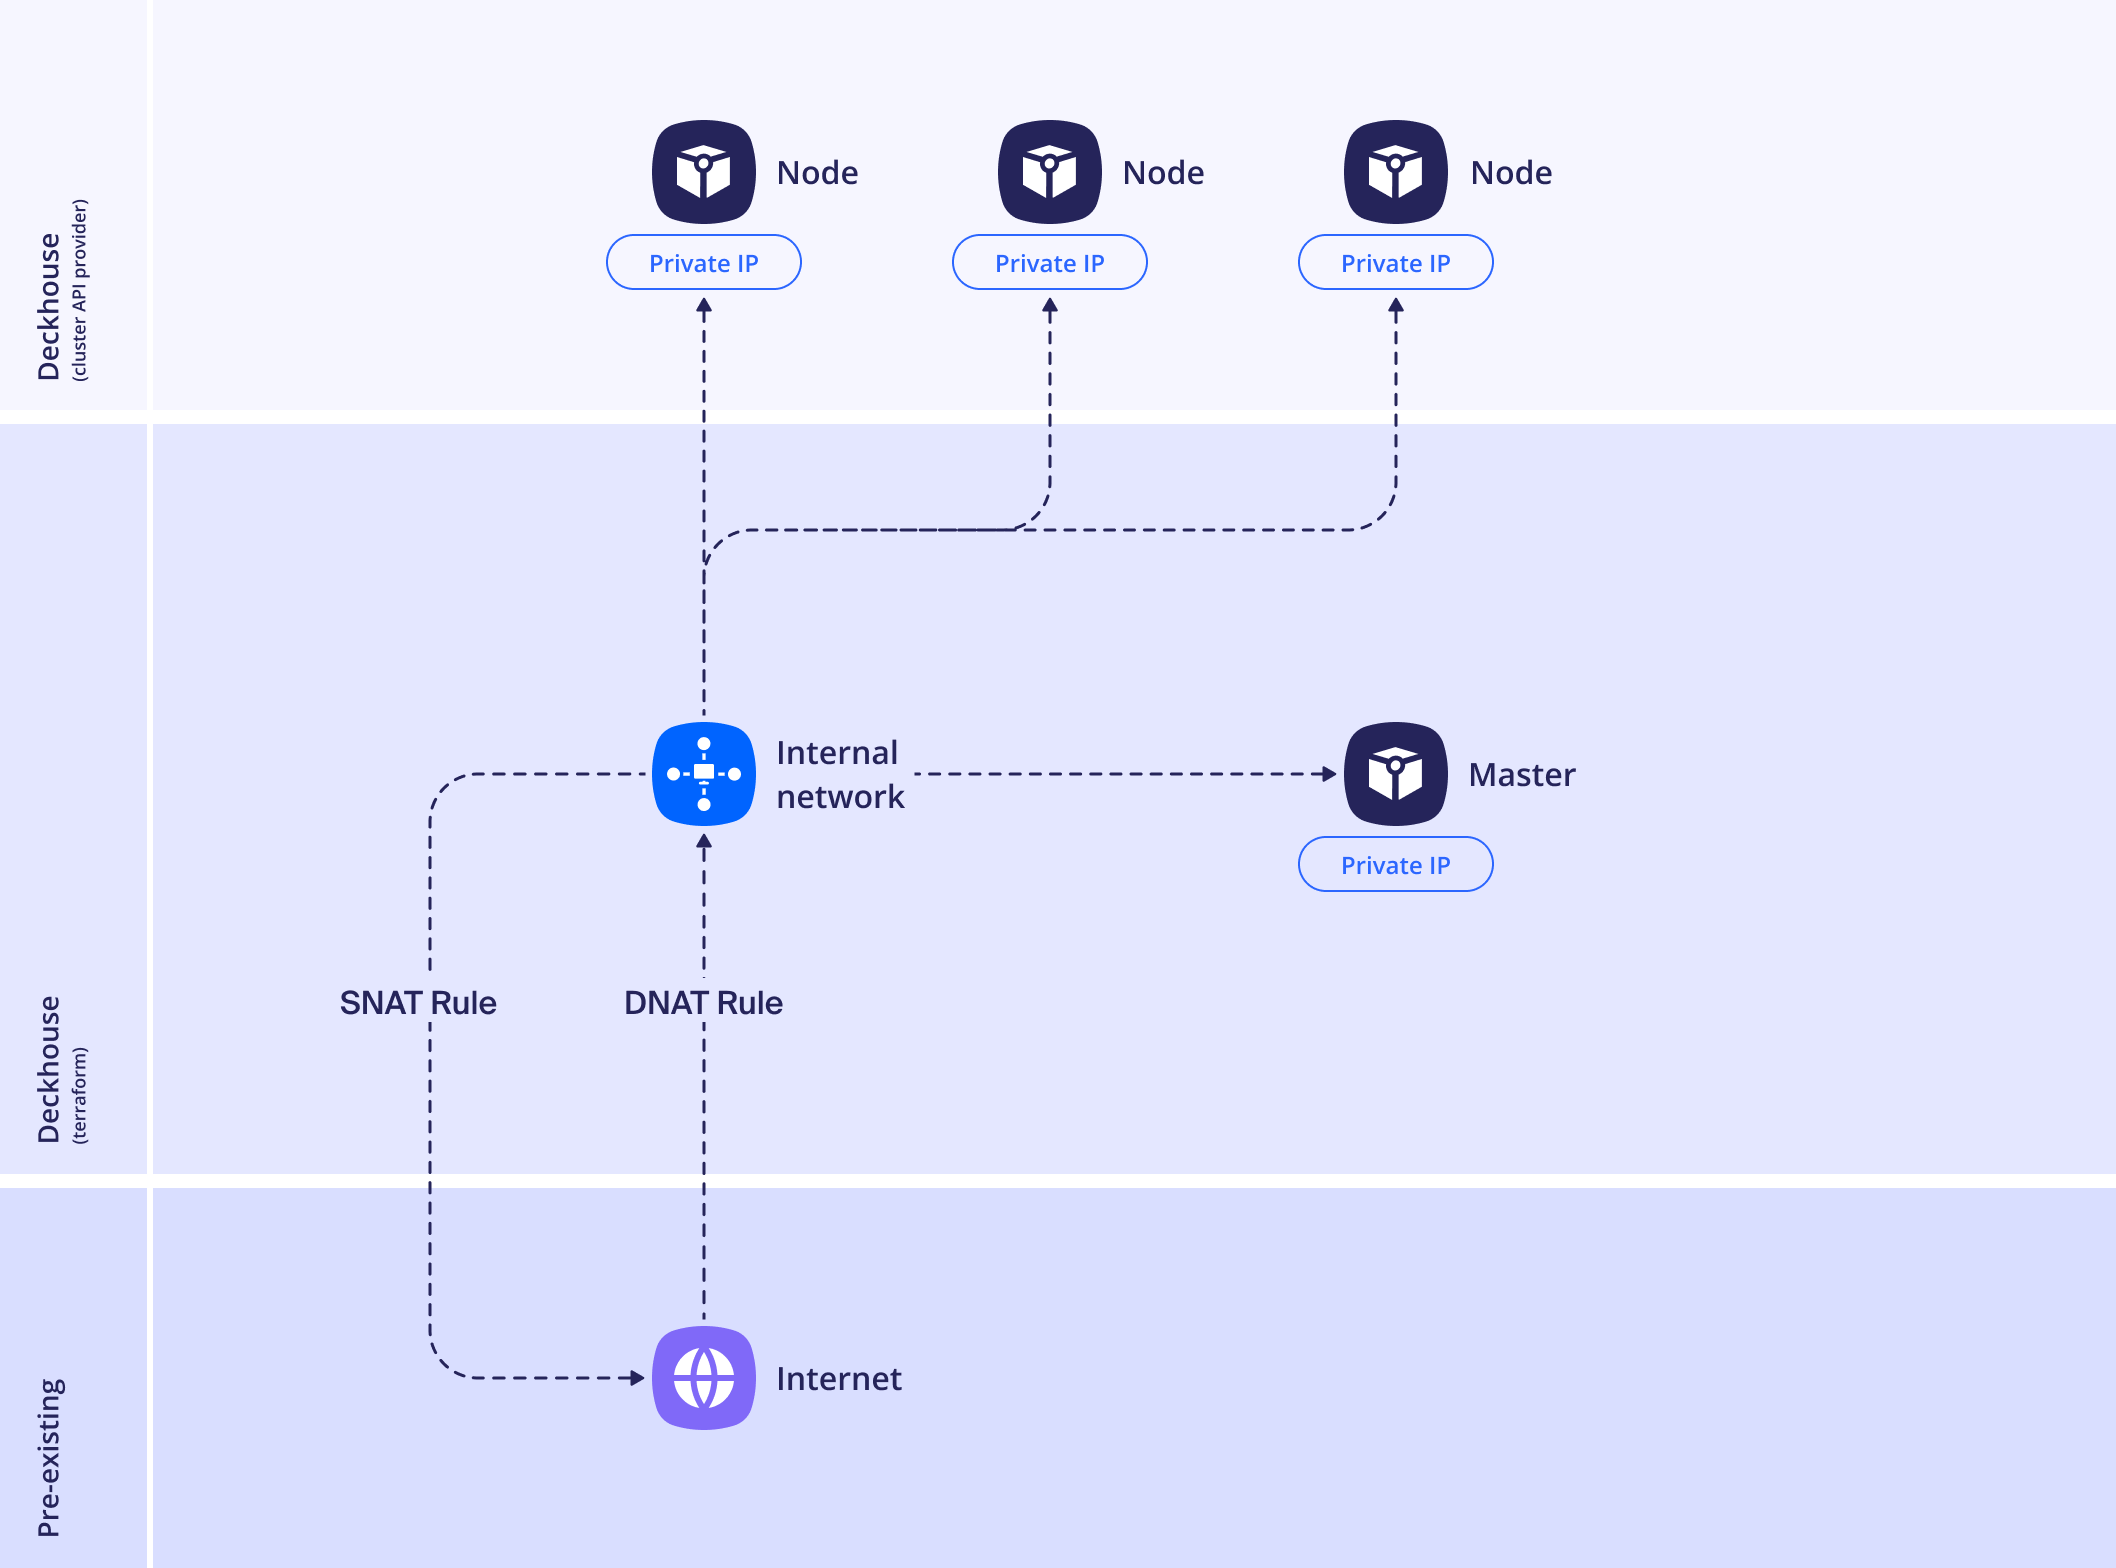 Deckhouse
(cluster API provider)
Node
Node
Node
Private IP
Private IP
Private IP
Deckhouse
(terraform)
Internal
network
Master
Private IP
SNAT Rule
DNAT Rule
Pre-existing
Internet